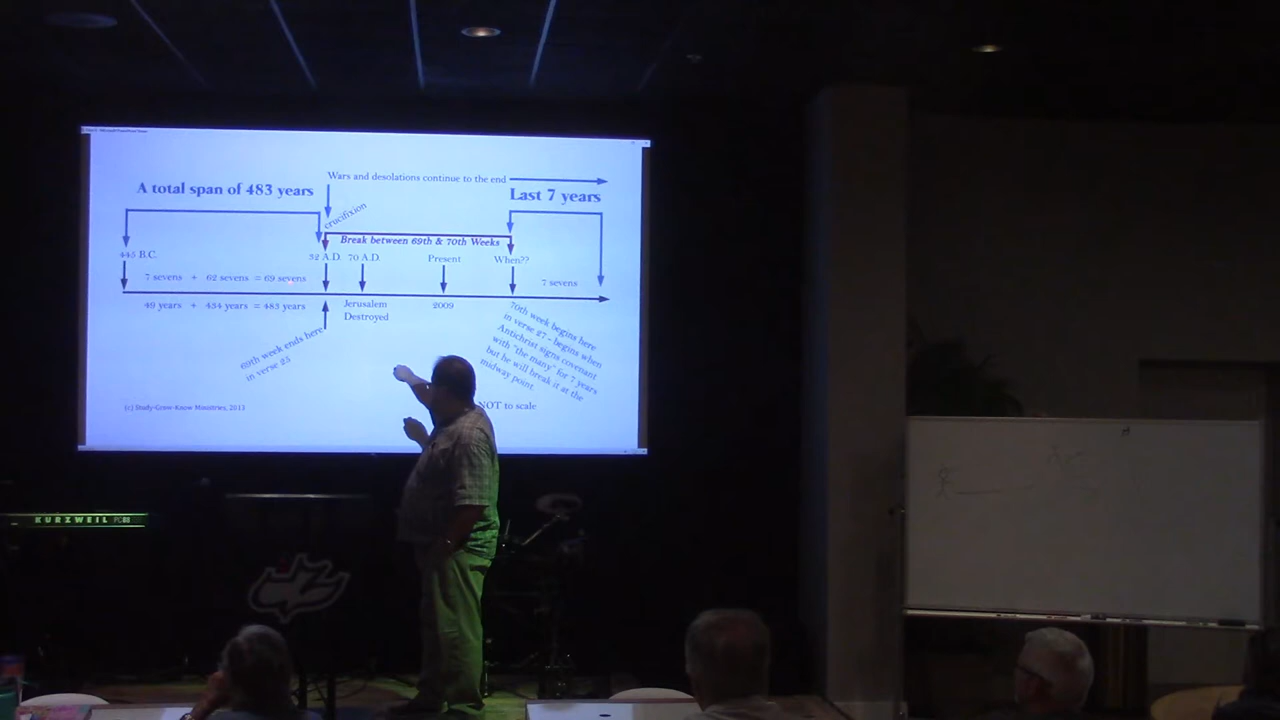 Wars and desolations continue to the end
A total span of 483 years
Last 7 years
crucifixion
Break between 69th & 70th Weeks
445 B.C.
32 A.D.
70 A.D.
Present
When??
7 sevens + 62 sevens = 69 sevens
7 sevens
49 years + 434 years = 483 years
Jerusalem
Destroyed
2009
69th week ends here
in verse 25
70th week begins here
in verse 27 - begins when
Antichrist signs covenant
with "the many" for 7 years
but he will break it at the
midway point
(c) Study-Grow-Know Ministries, 2013
NOT to scale
KURZWEIL PC88